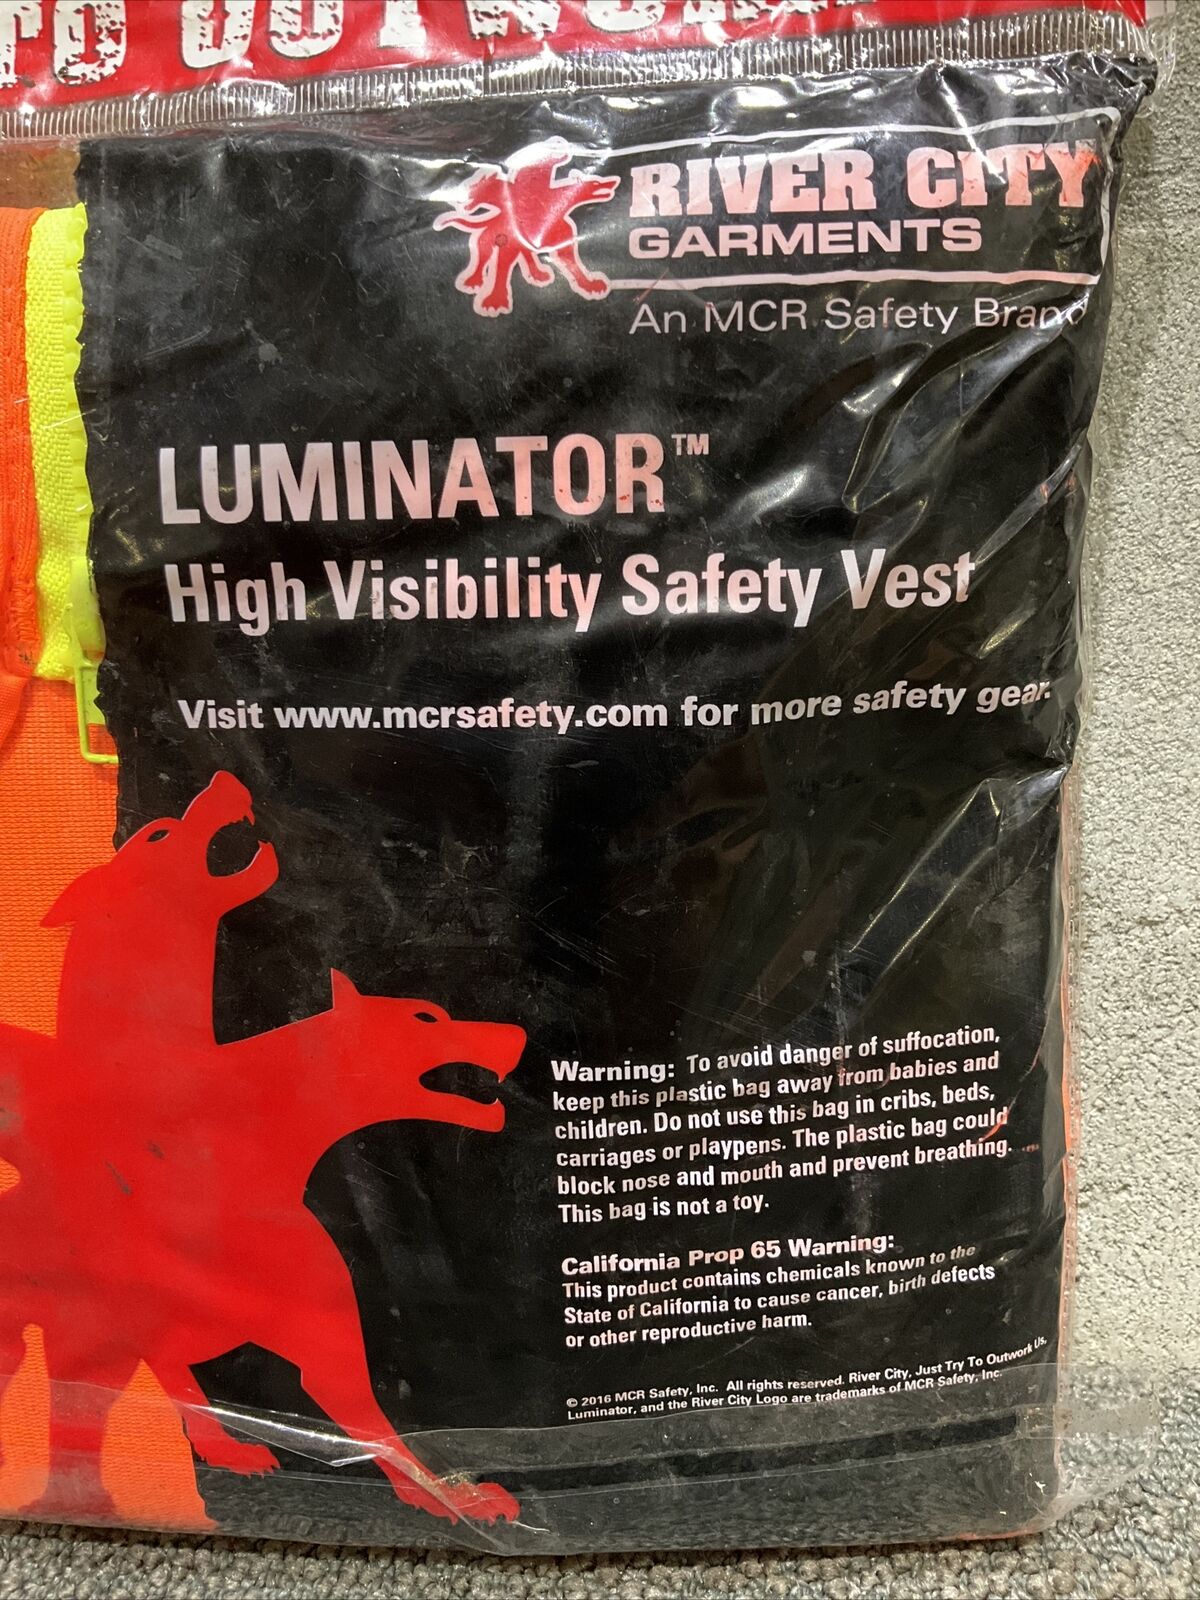 TO OUTWORK
RIVER CITY
GARMENTS
An MCR Safety Brand
LUMINATOR™
High Visibility Safety Vest
Visit www.mcrsafety.com for more safety gear.
Warning: To avoid danger of suffocation,
keep this plastic bag away from babies and
children. Do not use this bag in cribs, beds,
carriages or playpens. The plastic bag could
block nose and mouth and prevent breathing.
This bag is not a toy.
California Prop 65 Warning:
This product contains chemicals known to the
State of California to cause cancer, birth defects
or other reproductive harm.
© 2016 MCR Safety, Inc. All rights reserved. River City, Just Try To Outwork Us,
Luminator, and the River City Logo are trademarks of MCR Safety, Inc.